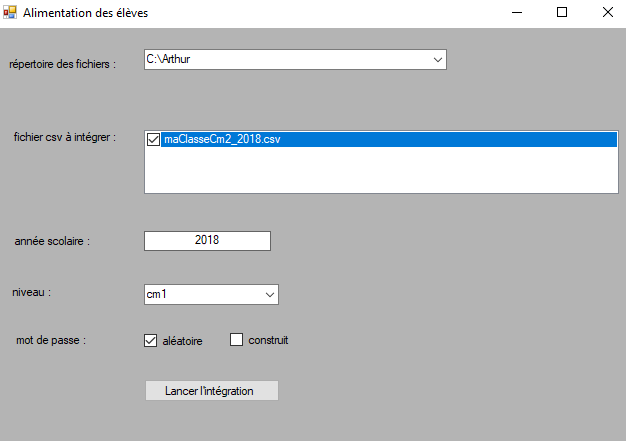 Alimentation des élèves
répertoire des fichiers :
C:\Arthur
fichier csv à intégrer :
maClasseCm2_2018.csv
année scolaire :
2018
niveau :
cm1
mot de passe :
aléatoire
construit
Lancer l'intégration